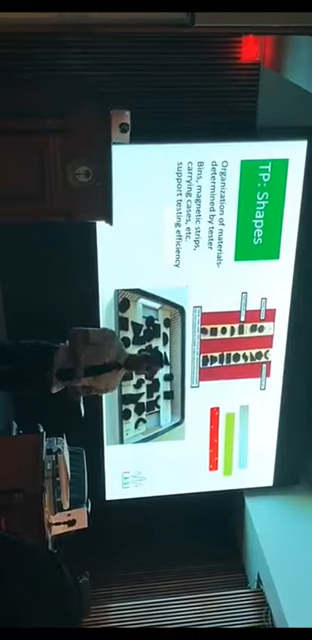 TP: Shapes
Organization of materials-
determined by tester
Bins, magnetic strips,
carrying cases, etc.
support testing efficiency